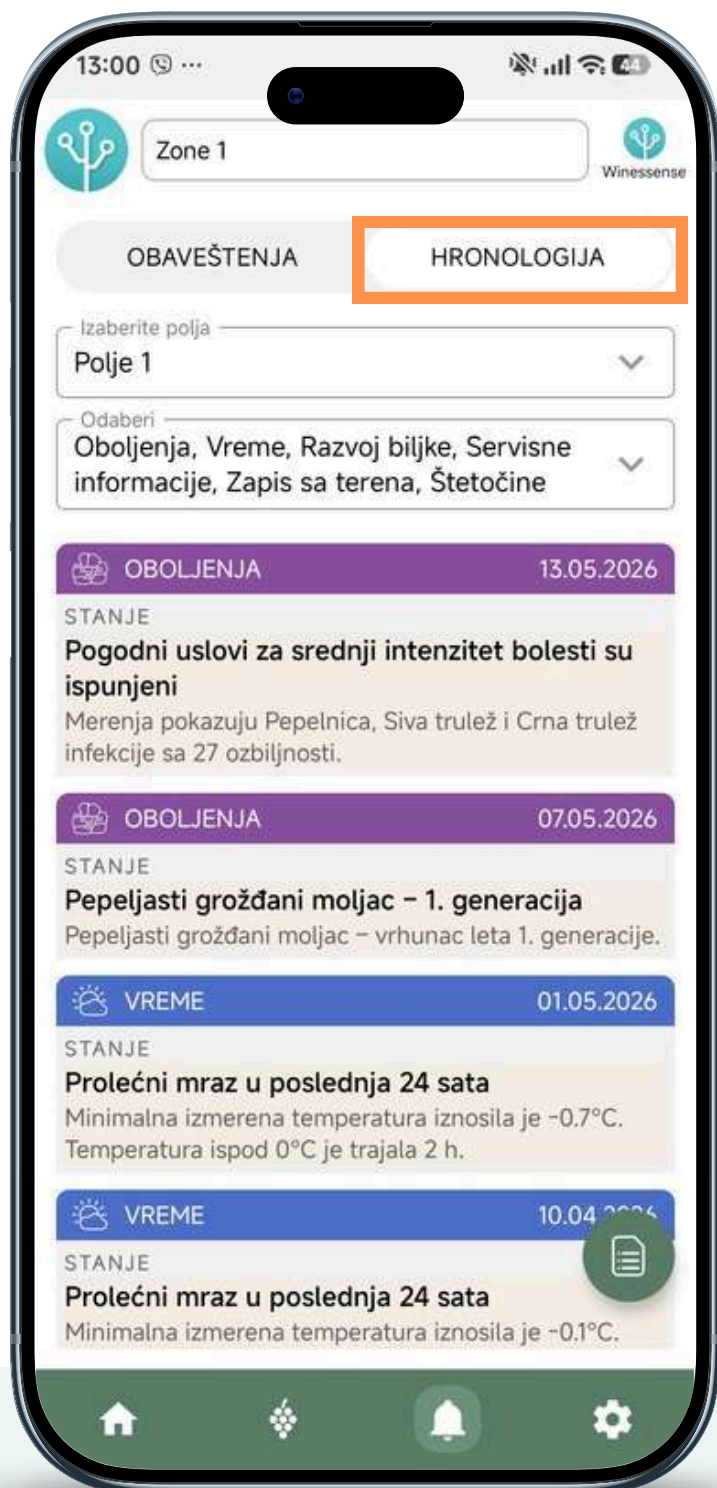 13:00 ...
44
Zone 1
Winessense
OBAVEŠTENJA
HRONOLOGIJA
Izaberite polja
Polje 1
Odaberi
Oboljenja, Vreme, Razvoj biljke, Servisne
informacije, Zapis sa terena, Štetočine
OBOLJENJA 13.05.2026
STANJE
Pogodni uslovi za srednji intenzitet bolesti su
ispunjeni
Merenja pokazuju Pepelnica, Siva trulež i Crna trulež
infekcije sa 27 ozbiljnosti.
OBOLJENJA 07.05.2026
STANJE
Pepeljasti grožđani moljac – 1. generacija
Pepeljasti grožđani moljac – vrhunac leta 1. generacije.
VREME 01.05.2026
STANJE
Prolećni mraz u poslednja 24 sata
Minimalna izmerena temperatura iznosila je -0.7°C.
Temperatura ispod 0°C je trajala 2 h.
VREME 10.04
STANJE
Prolećni mraz u poslednja 24 sata
Minimalna izmerena temperatura iznosila je -0.1°C.